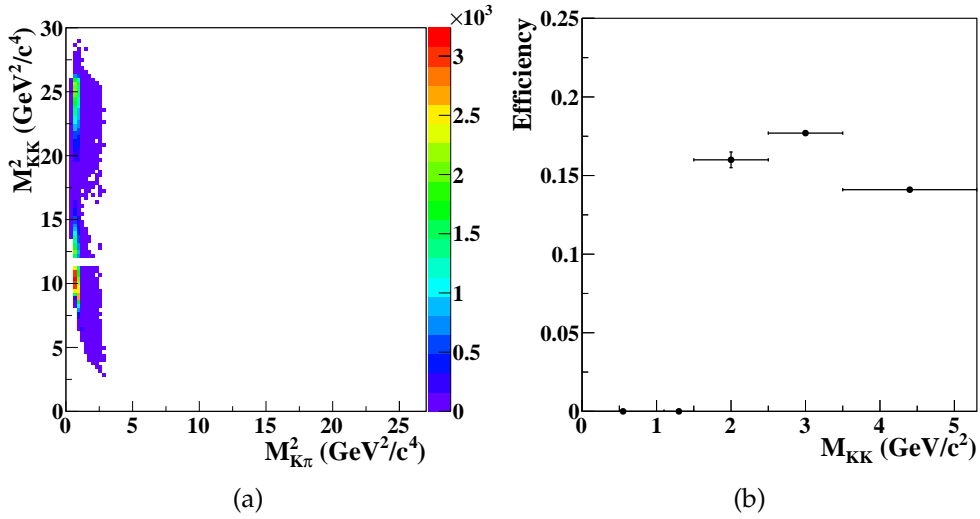 ×10³
30
25
20
15
10
5
0
M²KK (GeV²/c⁴)
0 5 10 15 20 25
M²Kπ (GeV²/c⁴)
3
2.5
2
1.5
1
0.5
0
(a)
0.25
0.2
0.15
0.1
0.05
0
Efficiency
0 1 2 3 4 5
MKK (GeV/c²)
(b)